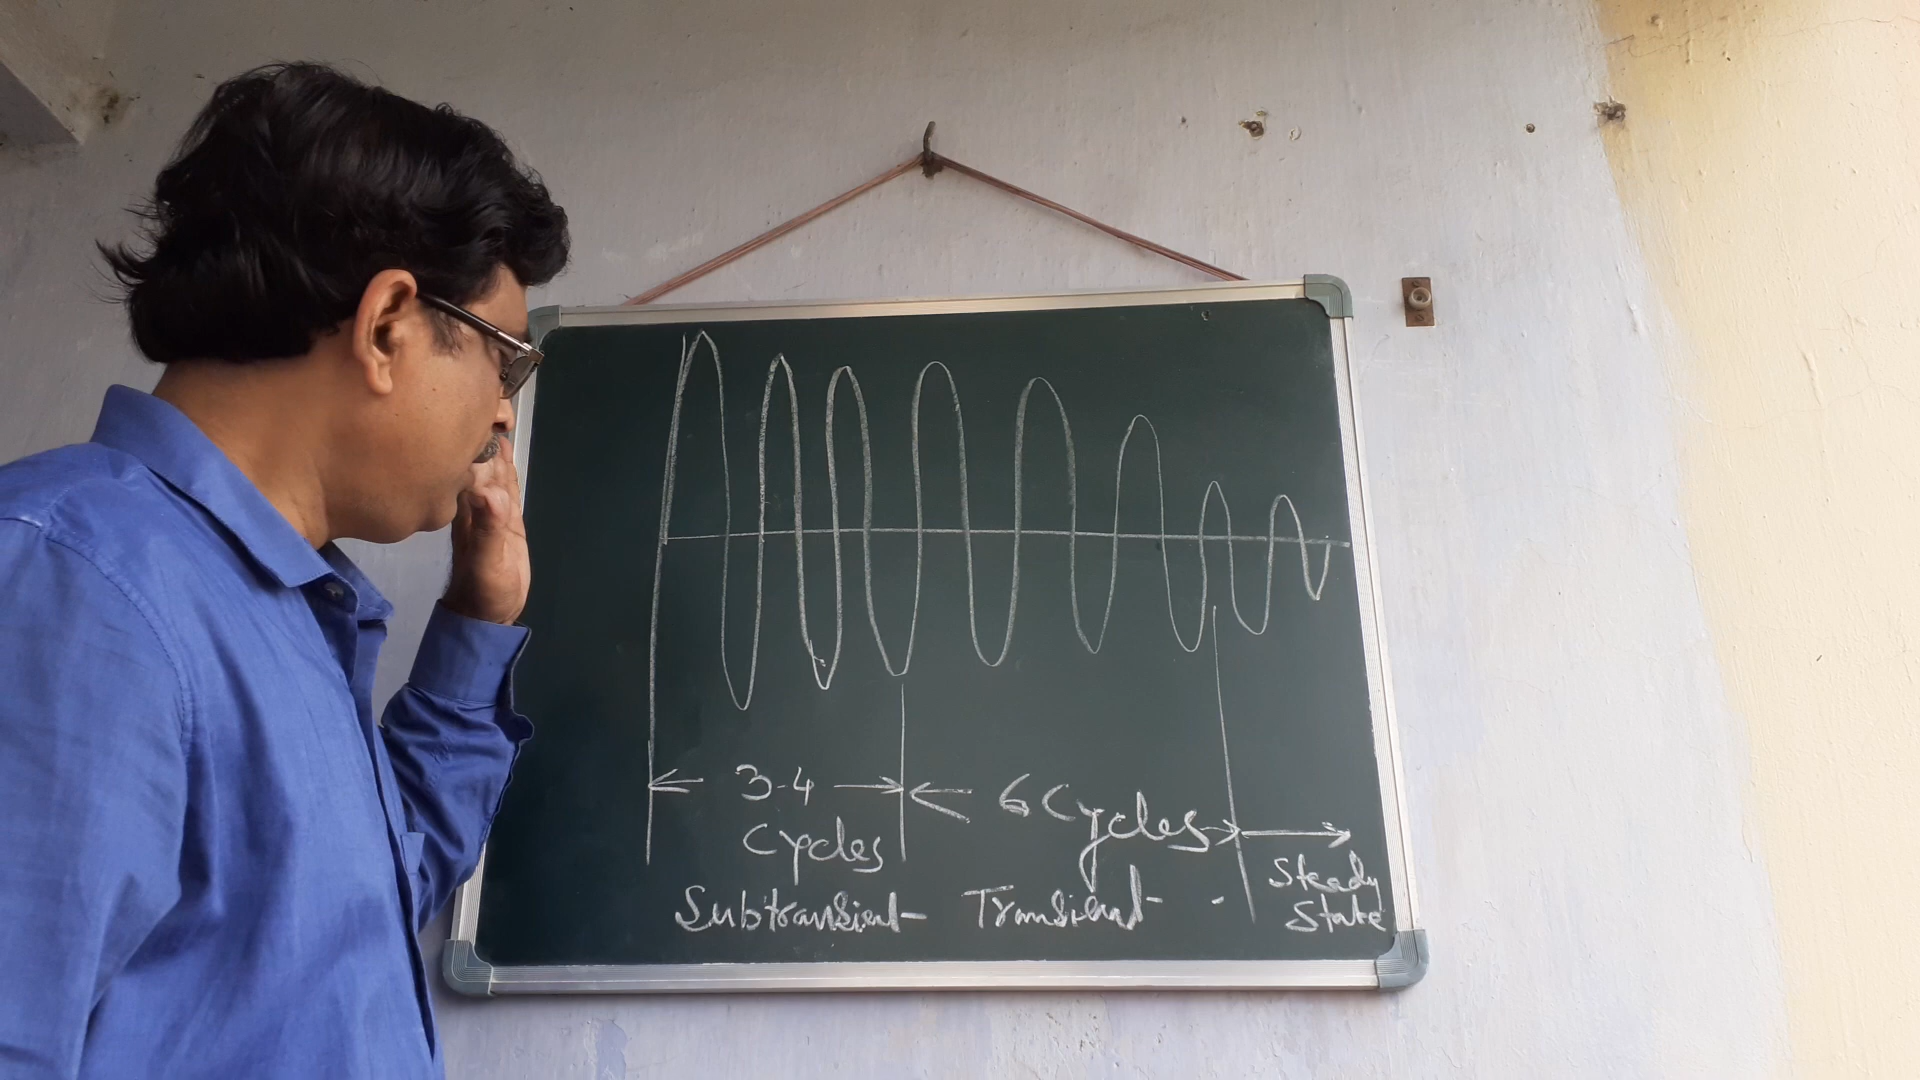 3-4
Cycles
6 Cycles
Subtransient
Transient
Steady
State